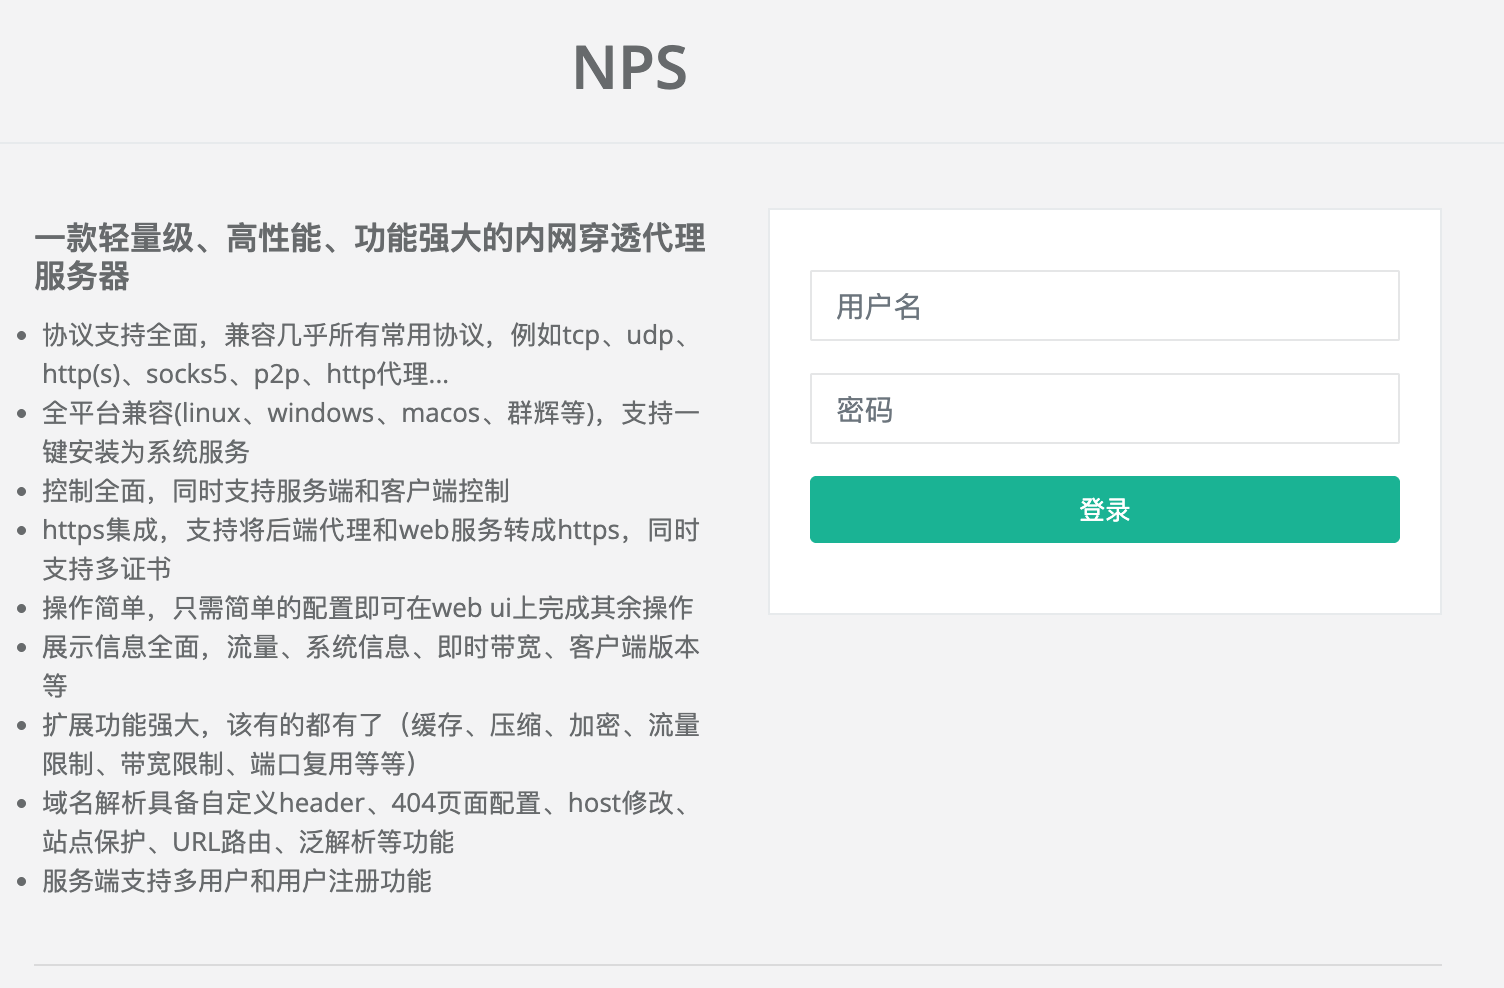 NPS
一款轻量级、高性能、功能强大的内网穿透代理
服务器
协议支持全面，兼容几乎所有常用协议，例如tcp、udp、
http(s)、socks5、p2p、http代理...
全平台兼容(linux、windows、macos、群辉等)，支持一
键安装为系统服务
控制全面，同时支持服务端和客户端控制
https集成，支持将后端代理和web服务转成https，同时
支持多证书
操作简单，只需简单的配置即可在web ui上完成其余操作
展示信息全面，流量、系统信息、即时带宽、客户端版本
等
扩展功能强大，该有的都有了（缓存、压缩、加密、流量
限制、带宽限制、端口复用等等）
域名解析具备自定义header、404页面配置、host修改、
站点保护、URL路由、泛解析等功能
服务端支持多用户和用户注册功能
用户名
密码
登录